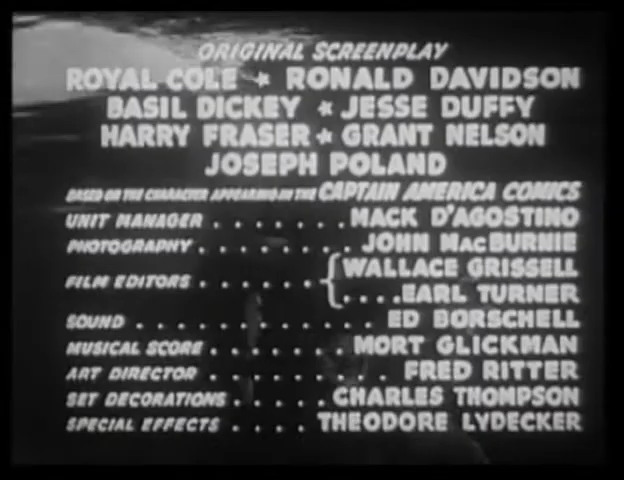 ORIGINAL SCREENPLAY
ROYAL COLE * RONALD DAVIDSON
BASIL DICKEY * JESSE DUFFY
HARRY FRASER * GRANT NELSON
JOSEPH POLAND
BASED ON THE CHARACTER APPEARING IN THE CAPTAIN AMERICA COMICS
UNIT MANAGER . . . . . . . MACK D'AGOSTINO
PHOTOGRAPHY . . . . . . . . JOHN MACBURNIE
FILM EDITORS . . . . . . { WALLACE GRISSELL
. . . . EARL TURNER
SOUND . . . . . . . . . . . . . ED BORSCHELL
MUSICAL SCORE . . . . . . . MORT GLICKMAN
ART DIRECTOR . . . . . . . . . FRED RITTER
SET DECORATIONS . . . . . CHARLES THOMPSON
SPECIAL EFFECTS . . . . THEODORE LYDECKER